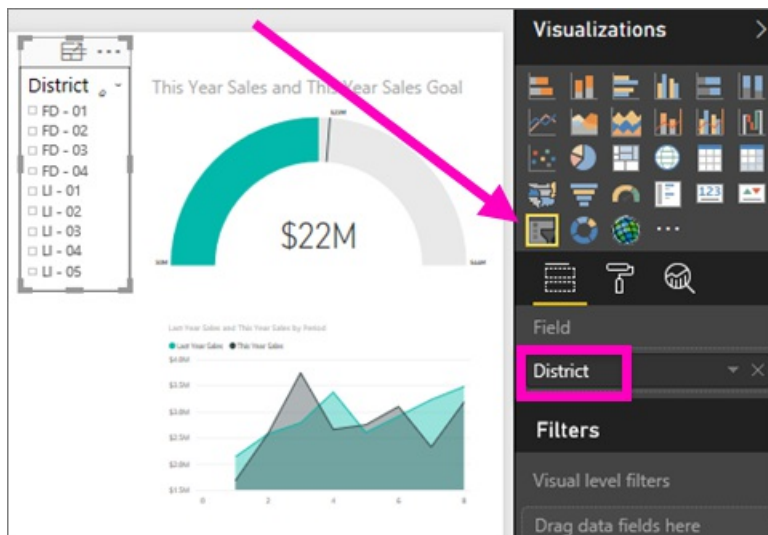 Visualizations
District
FD - 01
FD - 02
FD - 03
FD - 04
LI - 01
LI - 02
LI - 03
LI - 04
LI - 05
This Year Sales and This Year Sales Goal
$22M
Last Year Sales and This Year Sales by Period
Last Year Sales This Year Sales
$4.0M
$3.5M
$3.0M
$2.5M
$2.0M
$1.5M
0 2 4 6 8
123
Field
District
Filters
Visual level filters
Drag data fields here